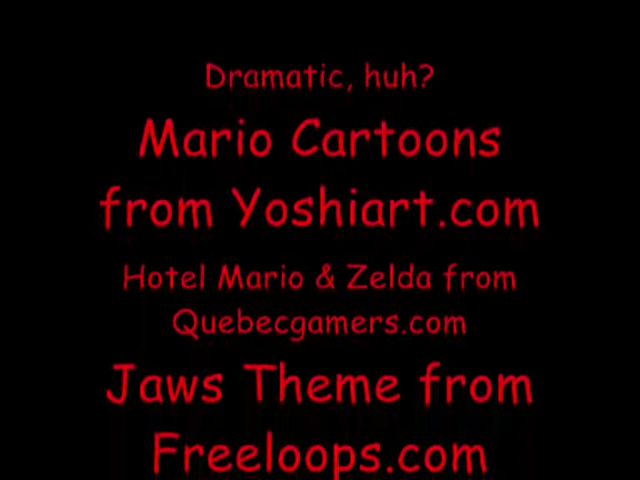 Dramatic, huh?
Mario Cartoons
from Yoshiart.com
Hotel Mario & Zelda from
Quebecgamers.com
Jaws Theme from
Freeloops.com